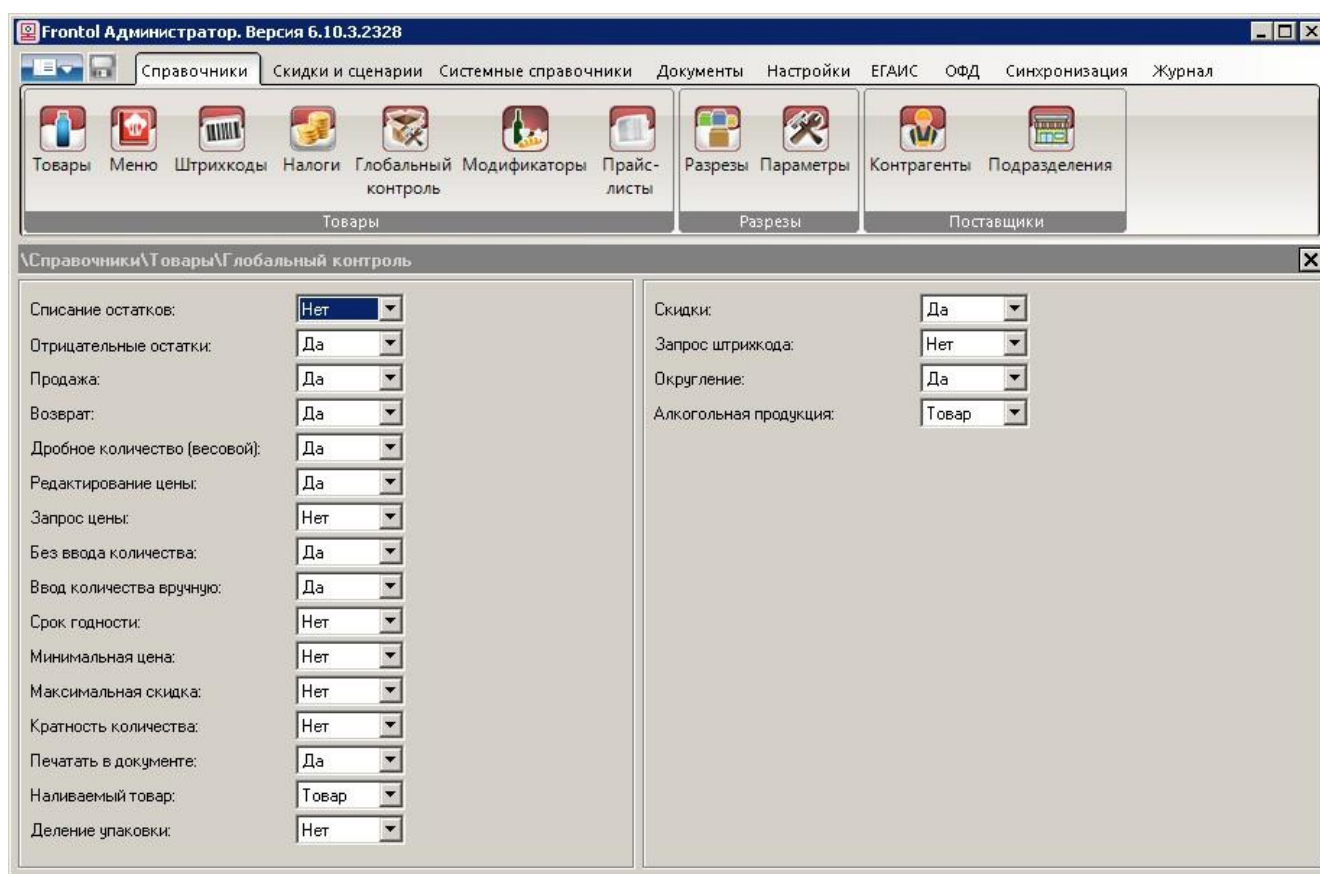 Frontol Администратор. Версия 6.10.3.2328
Справочники Скидки и сценарии Системные справочники Документы Настройки ЕГАИС ОФД Синхронизация Журнал
Товары Меню Штрихкоды Налоги Глобальный контроль Модификаторы Прайс-листы Разрезы Параметры Контрагенты Подразделения
Товары Разрезы Поставщики
\Справочники\Товары\Глобальный контроль
Списание остатков: Нет
Отрицательные остатки: Да
Продажа: Да
Возврат: Да
Дробное количество (весовой): Да
Редактирование цены: Да
Запрос цены: Нет
Без ввода количества: Да
Ввод количества вручную: Да
Срок годности: Нет
Минимальная цена: Нет
Максимальная скидка: Нет
Кратность количества: Нет
Печатать в документе: Да
Наливаемый товар: Товар
Деление упаковки: Нет
Скидки: Да
Запрос штрихкода: Нет
Округление: Да
Алкогольная продукция: Товар